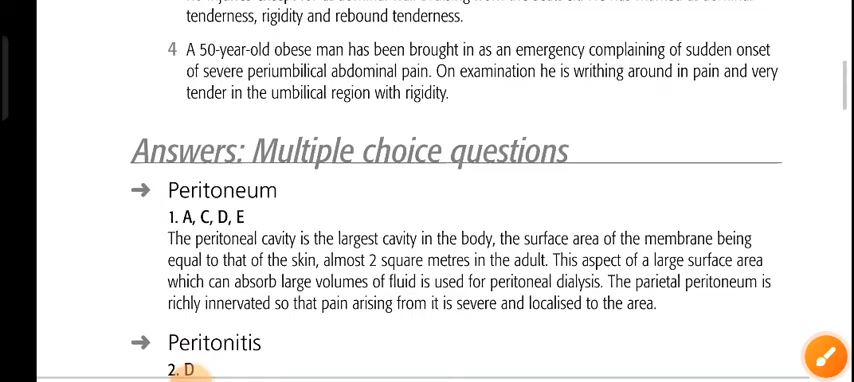 tenderness, rigidity and rebound tenderness.
4 A 50-year-old obese man has been brought in as an emergency complaining of sudden onset
of severe periumbilical abdominal pain. On examination he is writhing around in pain and very
tender in the umbilical region with rigidity.
Answers: Multiple choice questions
➔ Peritoneum
1. A, C, D, E
The peritoneal cavity is the largest cavity in the body, the surface area of the membrane being
equal to that of the skin, almost 2 square metres in the adult. This aspect of a large surface area
which can absorb large volumes of fluid is used for peritoneal dialysis. The parietal peritoneum is
richly innervated so that pain arising from it is severe and localised to the area.
➔ Peritonitis
2. D